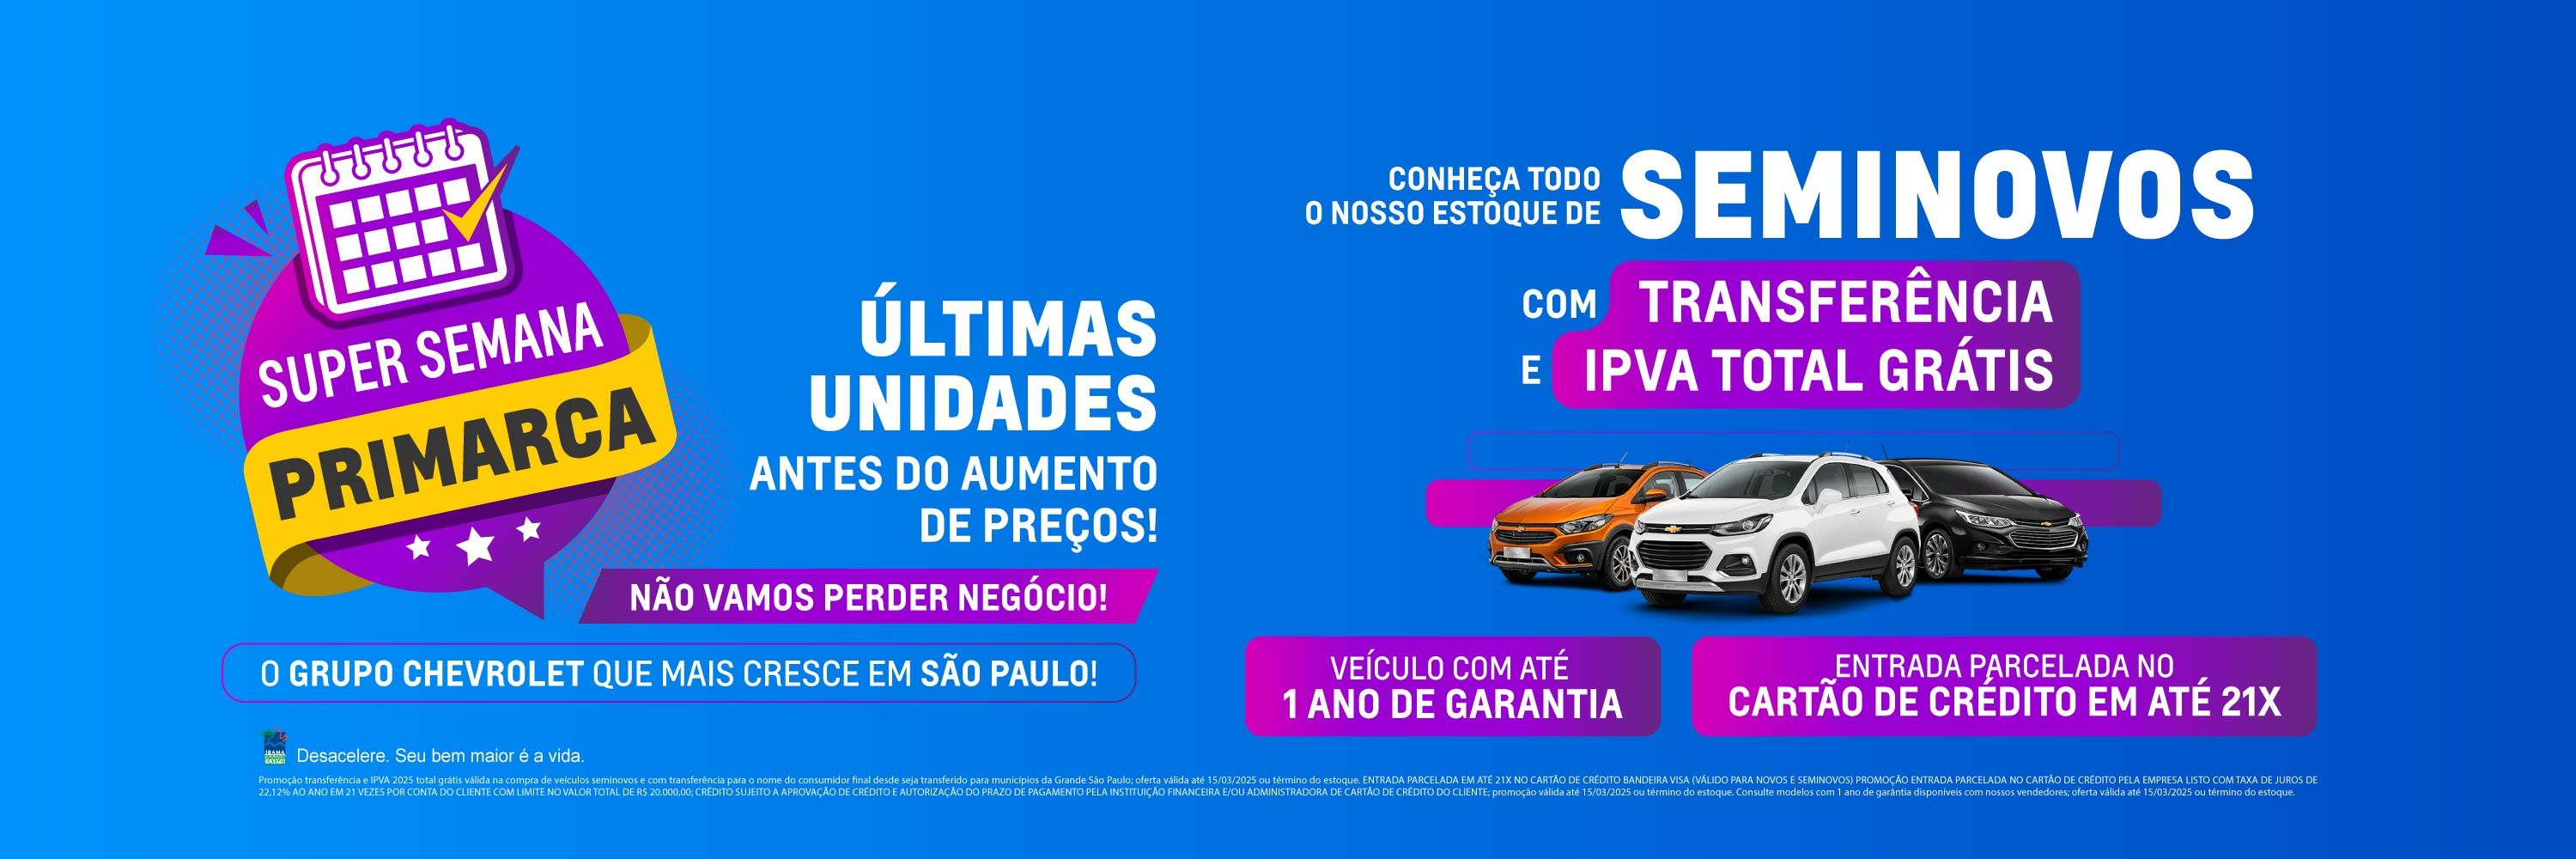 SUPER SEMANA
PRIMARCA
ÚLTIMAS
UNIDADES
ANTES DO AUMENTO
DE PREÇOS!
NÃO VAMOS PERDER NEGÓCIO!
O GRUPO CHEVROLET QUE MAIS CRESCE EM SÃO PAULO!
CONHEÇA TODO
O NOSSO ESTOQUE DE
SEMINOVOS
COM TRANSFERÊNCIA
E IPVA TOTAL GRÁTIS
VEÍCULO COM ATÉ
1 ANO DE GARANTIA
ENTRADA PARCELADA NO
CARTÃO DE CRÉDITO EM ATÉ 21X
IBAMA
Desacelere. Seu bem maior é a vida.
Promoção transferência e IPVA 2025 total grátis válida na compra de veículos seminovos e com transferência para o nome do consumidor final desde seja transferido para municípios da Grande São Paulo; oferta válida até 15/03/2025 ou término do estoque. ENTRADA PARCELADA EM ATÉ 21X NO CARTÃO DE CRÉDITO BANDEIRA VISA (VÁLIDO PARA NOVOS E SEMINOVOS) PROMOÇÃO ENTRADA PARCELADA NO CARTÃO DE CRÉDITO PELA EMPRESA LISTO COM TAXA DE JUROS DE
22,12% AO ANO EM 21 VEZES POR CONTA DO CLIENTE COM LIMITE NO VALOR TOTAL DE R$ 20.000,00; CRÉDITO SUJEITO A APROVAÇÃO DE CRÉDITO E AUTORIZAÇÃO DO PRAZO DE PAGAMENTO PELA INSTITUIÇÃO FINANCEIRA E/OU ADMINISTRADORA DE CARTÃO DE CRÉDITO DO CLIENTE; promoção válida até 15/03/2025 ou término do estoque. Consulte modelos com 1 ano de garântia disponíveis com nossos vendedores; oferta válida até 15/03/2025 ou término do estoque.